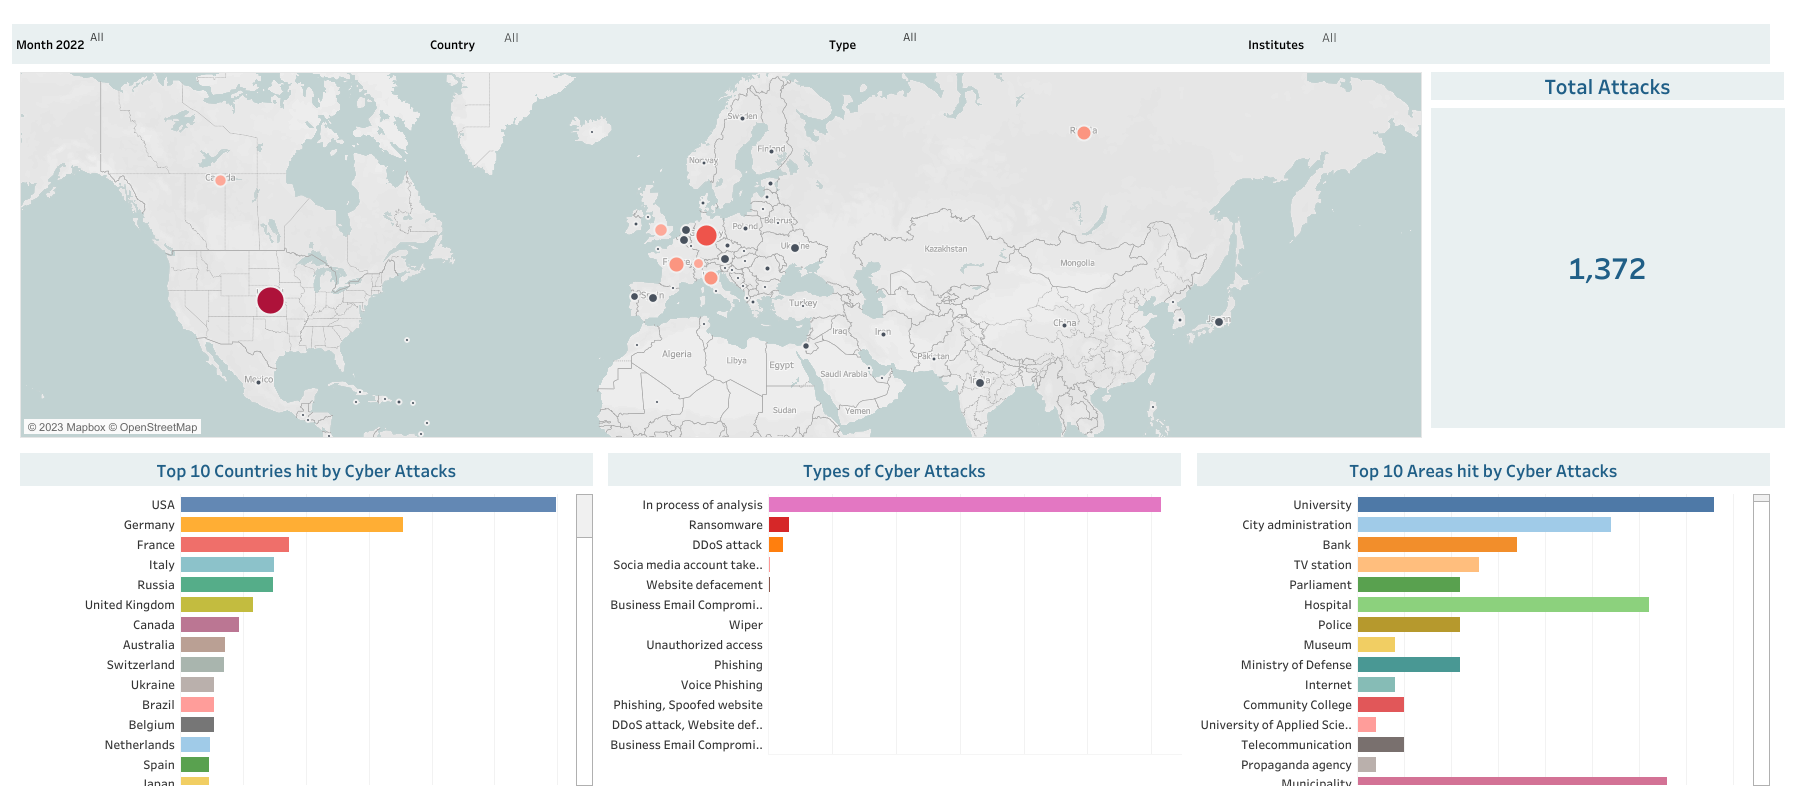 Month 2022 All Country All Type All Institutes All
Total Attacks
1,372
Sweden
Finland
Norway
Canada
Russia
Belarus
Poland
Ukraine
France
Kazakhstan
Mongolia
Spain
Turkey
Japan
China
Iraq
Iran
Algeria
Libya
Egypt
Pakistan
Saudi Arabia
India
Mexico
Sudan
Yemen
© 2023 Mapbox © OpenStreetMap
Top 10 Countries hit by Cyber Attacks
USA
Germany
France
Italy
Russia
United Kingdom
Canada
Australia
Switzerland
Ukraine
Brazil
Belgium
Netherlands
Spain
Japan
Types of Cyber Attacks
In process of analysis
Ransomware
DDoS attack
Socia media account take..
Website defacement
Business Email Compromi..
Wiper
Unauthorized access
Phishing
Voice Phishing
Phishing, Spoofed website
DDoS attack, Website def..
Business Email Compromi..
Top 10 Areas hit by Cyber Attacks
University
City administration
Bank
TV station
Parliament
Hospital
Police
Museum
Ministry of Defense
Internet
Community College
University of Applied Scie..
Telecommunication
Propaganda agency
Municipality